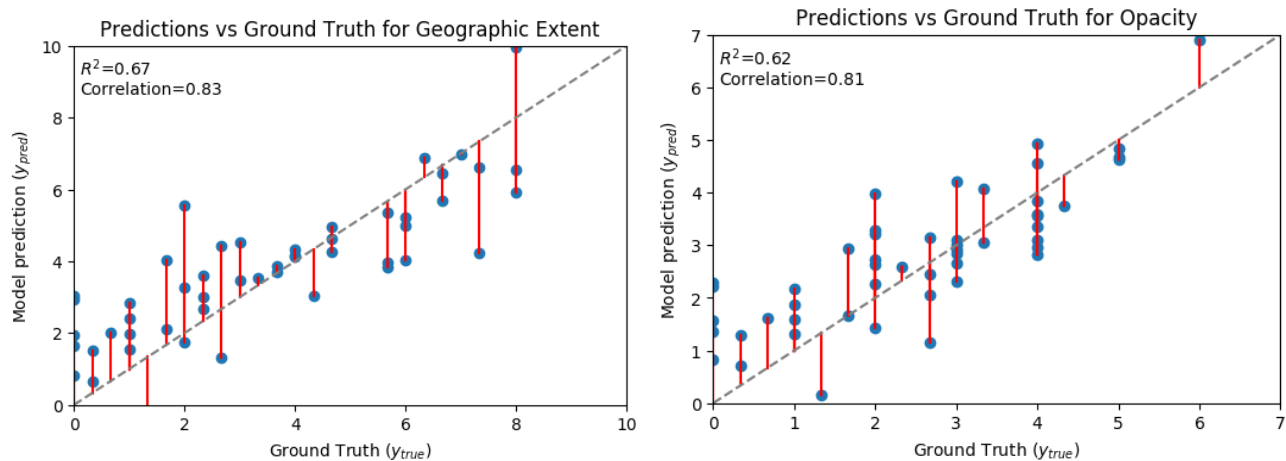 Predictions vs Ground Truth for Geographic Extent
10
R²=0.67
Correlation=0.83
8
6
4
2
0
Model prediction (y_pred)
0 2 4 6 8 10
Ground Truth (y_true)
Predictions vs Ground Truth for Opacity
7
R²=0.62
Correlation=0.81
6
5
4
3
2
1
0
Model prediction (y_pred)
0 1 2 3 4 5 6 7
Ground Truth (y_true)